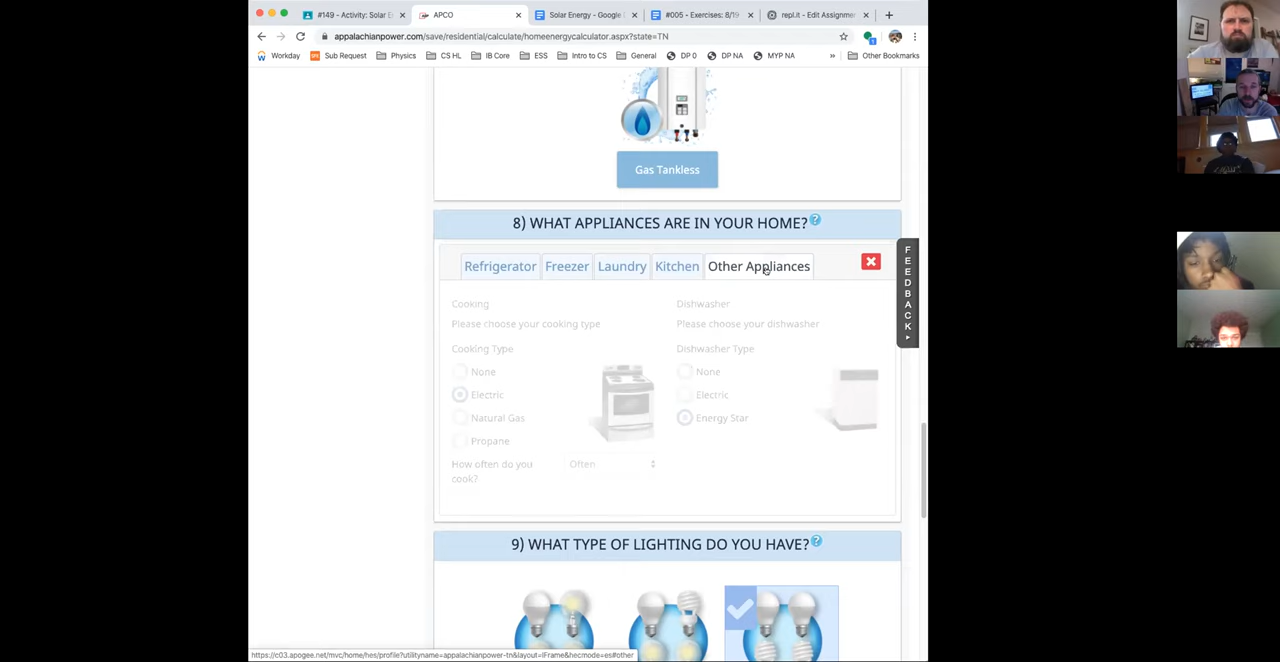 #149 - Activity: Solar E
APCO
Solar Energy - Google D
#005 - Exercises: 8/19
repl.it - Edit Assignme
appalachianpower.com/save/residential/calculate/homeenergycalculator.aspx?state=TN
Workday
Sub Request
Physics
CS HL
IB Core
ESS
Intro to CS
General
DP 0
DP NA
MYP NA
»
Other Bookmarks
Gas Tankless
8) WHAT APPLIANCES ARE IN YOUR HOME?
Refrigerator
Freezer
Laundry
Kitchen
Other Appliances
FEEDBACK
Cooking
Please choose your cooking type
Cooking Type
None
Electric
Natural Gas
Propane
How often do you
cook?
Often
Dishwasher
Please choose your dishwasher
Dishwasher Type
None
Electric
Energy Star
9) WHAT TYPE OF LIGHTING DO YOU HAVE?
https://c03.apogee.net/mvc/home/hes/profile?utilityname=appalachianpower-tn&layout=iFrame&hecmode=es#other